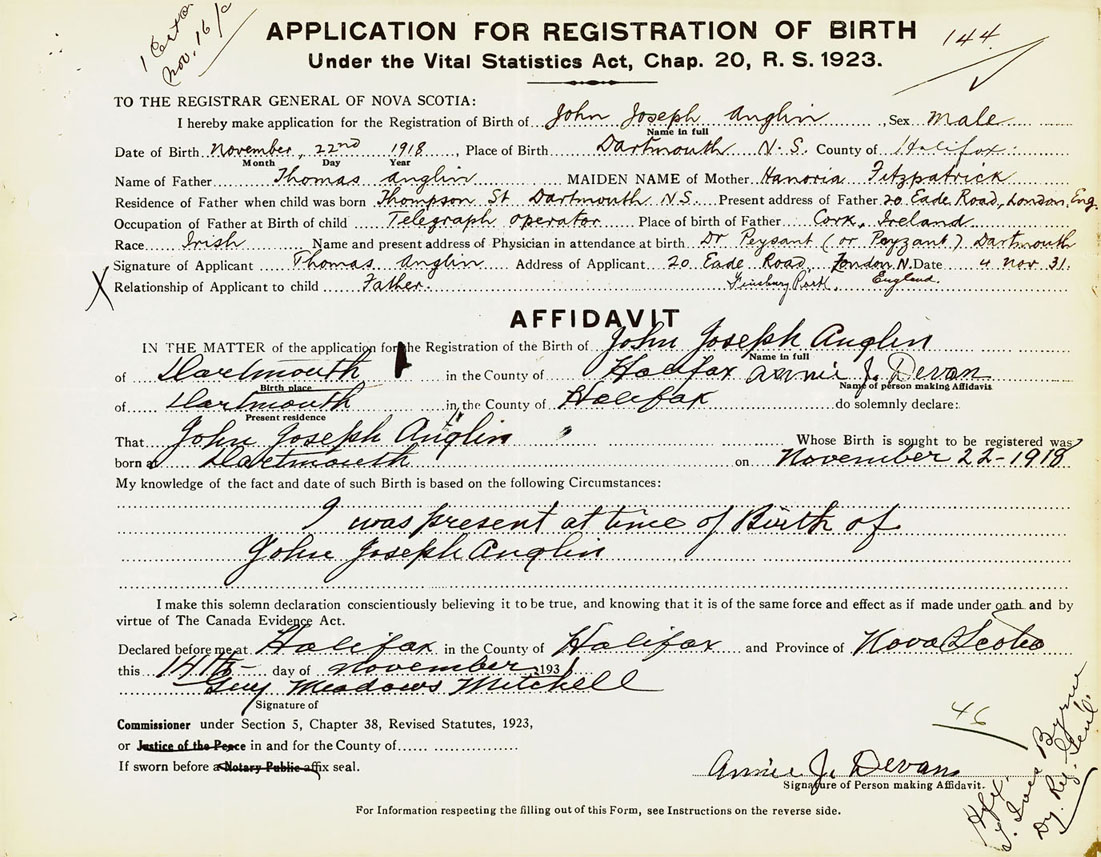 1 Cert
Nov. 16/
144
APPLICATION FOR REGISTRATION OF BIRTH
Under the Vital Statistics Act, Chap. 20, R. S. 1923.
TO THE REGISTRAR GENERAL OF NOVA SCOTIA:
I hereby make application for the Registration of Birth of John Joseph Anglin, Sex Male
Name in full
Date of Birth November, 22nd 1918, Place of Birth Dartmouth N.S. County of Halifax.
Month Day Year
Name of Father Thomas Anglin MAIDEN NAME of Mother Hanoria Fitzpatrick
Residence of Father when child was born Thompson St Dartmouth N.S. Present address of Father 20 Eade Road, London, Eng.
Occupation of Father at Birth of child Telegraph operator Place of birth of Father Cork, Ireland
Race Irish Name and present address of Physician in attendance at birth Dr Peysant (or Payzant) Dartmouth
Signature of Applicant Thomas Anglin Address of Applicant 20 Eade Road, London N. Date 4 Nov. 31.
X Relationship of Applicant to child Father. Finsbury Park, England.
AFFIDAVIT
IN THE MATTER of the application for the Registration of the Birth of John Joseph Anglin
Name in full
of Dartmouth in the County of Halifax Annie J. Devan
Birth place Name of person making Affidavis
of Dartmouth in the County of Halifax do solemnly declare:
Present residence
That John Joseph Anglin Whose Birth is sought to be registered was
born at Dartmouth on November 22-1918
My knowledge of the fact and date of such Birth is based on the following Circumstances:
I was present at time of Birth of
John Joseph Anglin
I make this solemn declaration conscientiously believing it to be true, and knowing that it is of the same force and effect as if made under oath and by
virtue of The Canada Evidence Act.
Declared before me at Halifax in the County of Halifax and Province of Nova Scotia
this 14th day of November 1931
Guy Meadows Mitchell
Signature of
Commissioner under Section 5, Chapter 38, Revised Statutes, 1923,
or Justice of the Peace in and for the County of
If sworn before a Notary Public affix seal.
46
Annie J. Devan
Signature of Person making Affidavit.
Hfx.
Byrne
Dy. Reg. Genl.
For Information respecting the filling out of this Form, see Instructions on the reverse side.